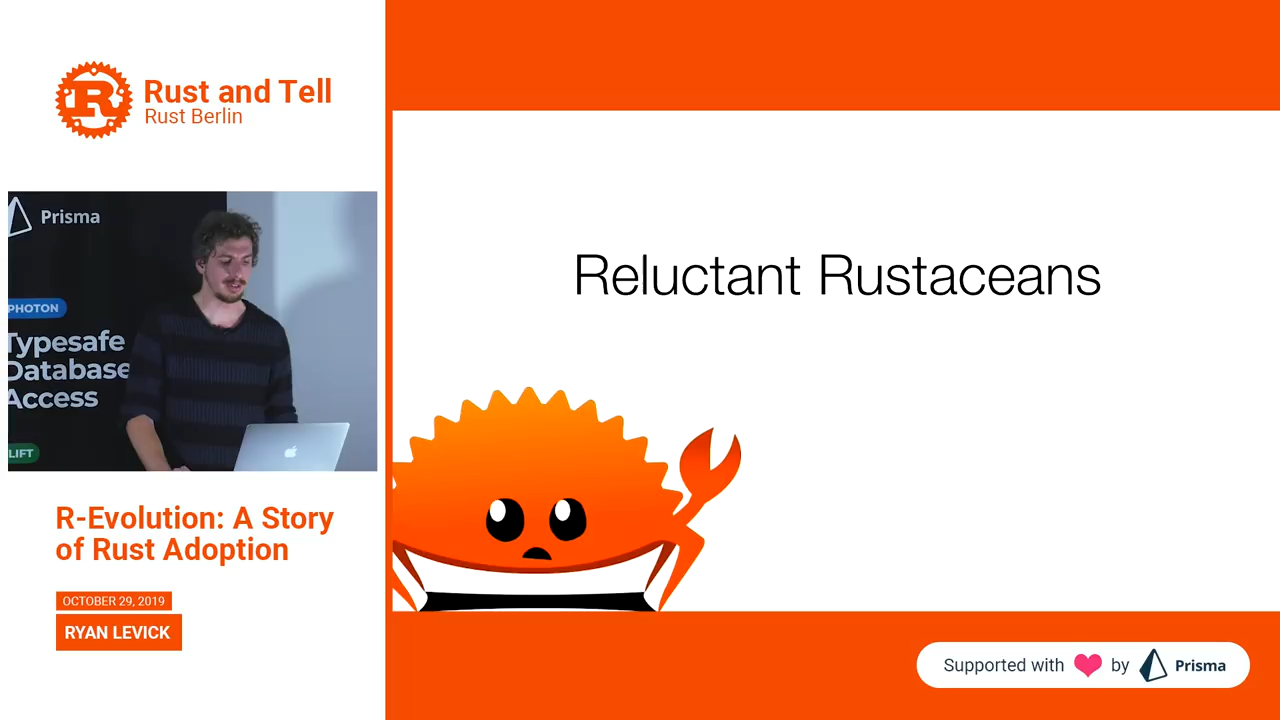 Rust and Tell
Rust Berlin
Prisma
PHOTON
Typesafe
Database
Access
LIFT
R-Evolution: A Story
of Rust Adoption
OCTOBER 29, 2019
RYAN LEVICK
Reluctant Rustaceans
Supported with by Prisma